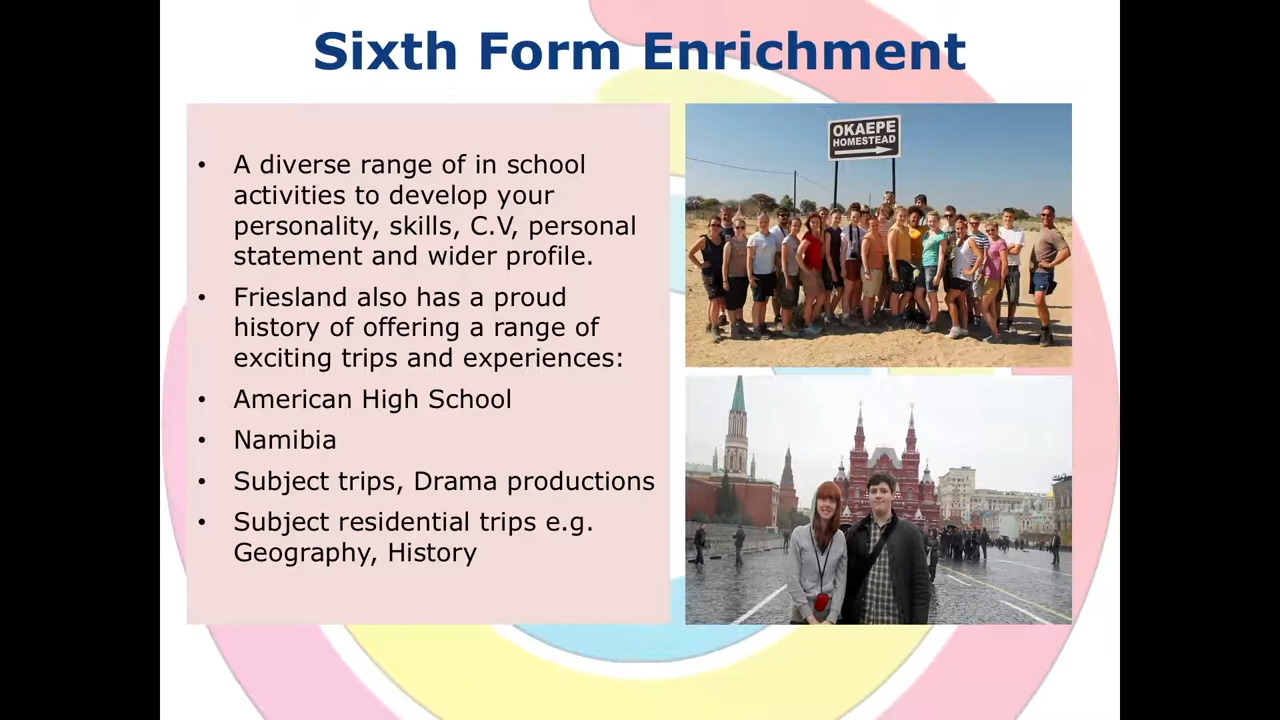 Sixth Form Enrichment
• A diverse range of in school
activities to develop your
personality, skills, C.V, personal
statement and wider profile.
• Friesland also has a proud
history of offering a range of
exciting trips and experiences:
• American High School
• Namibia
• Subject trips, Drama productions
• Subject residential trips e.g.
Geography, History
OKAEPE
HOMESTEAD